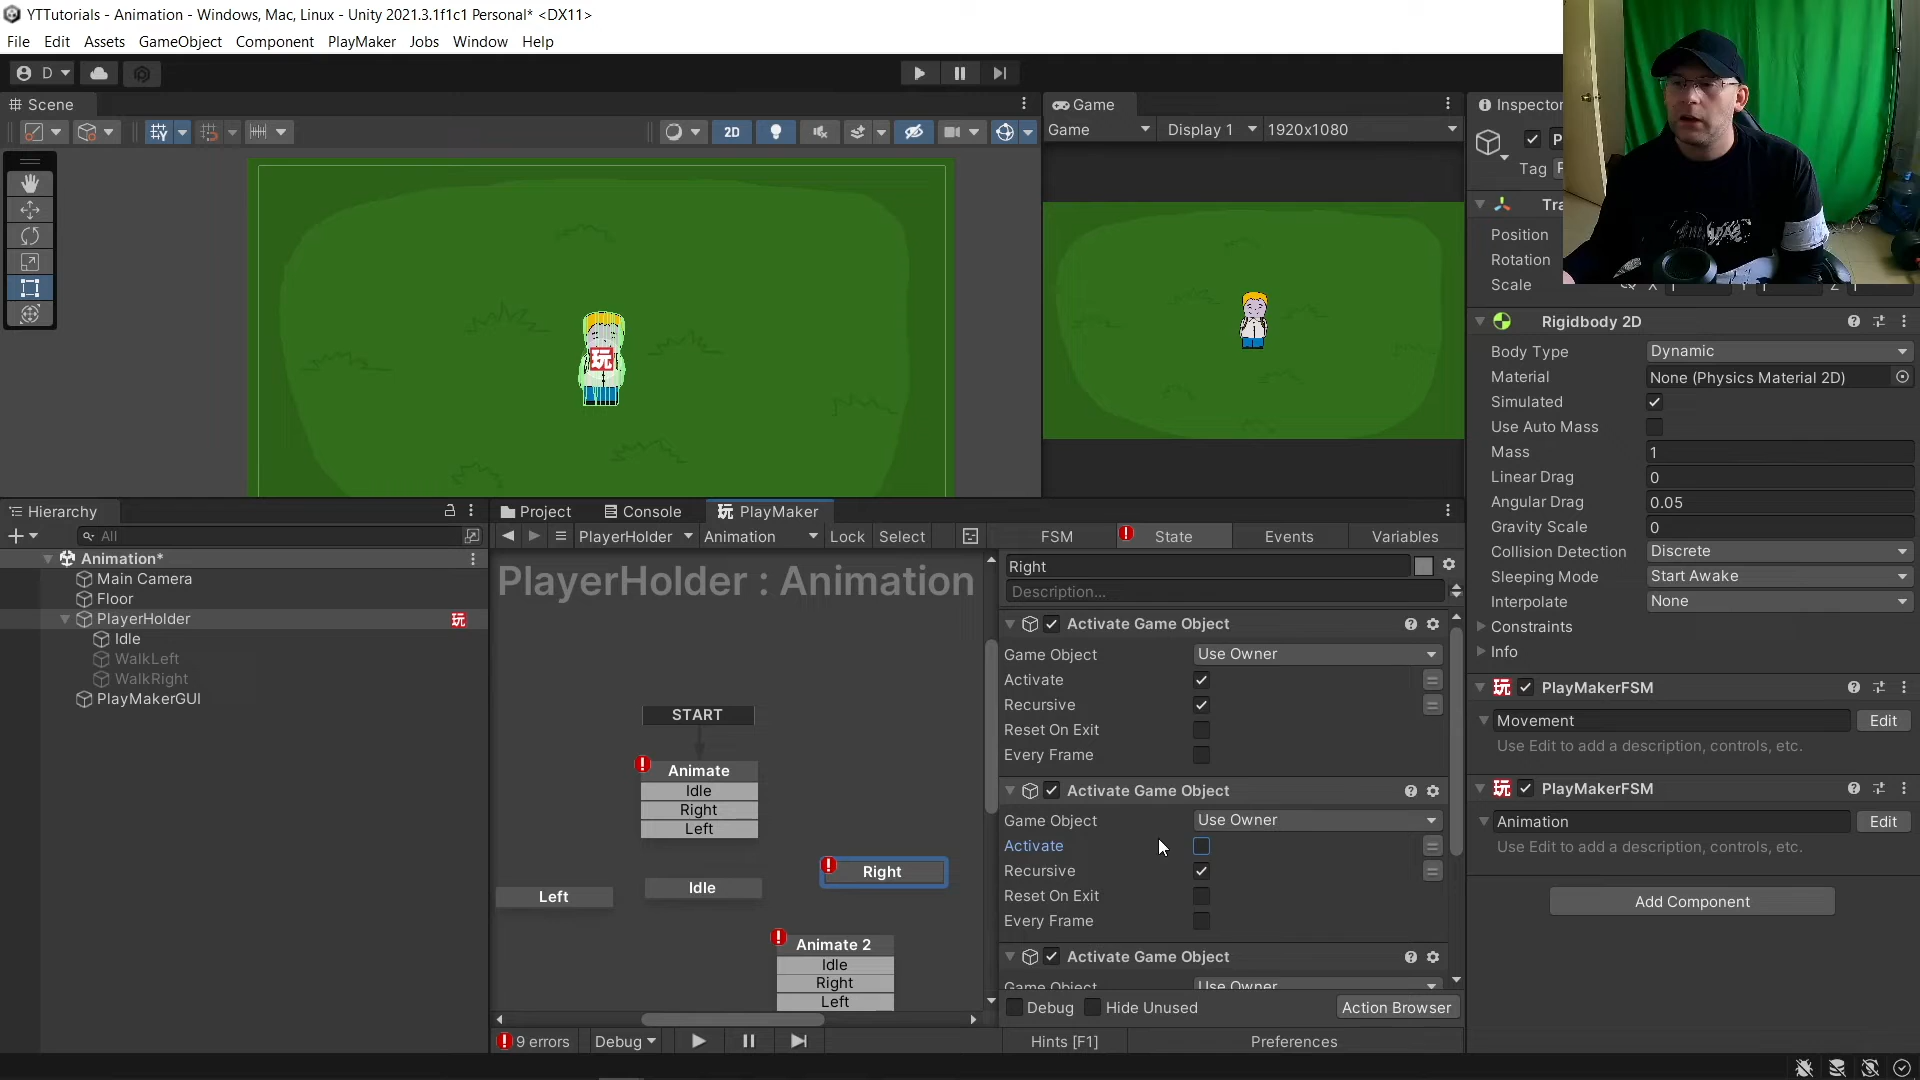 YTTutorials - Animation - Windows, Mac, Linux - Unity 2021.3.1f1c1 Personal* <DX11>
File Edit Assets GameObject Component PlayMaker Jobs Window Help
D
Scene
Game
Inspector
2D
Game Display 1 1920x1080
Tag
Position
Rotation
Scale X Y Z
Rigidbody 2D
Body Type Dynamic
Material None (Physics Material 2D)
Simulated
Use Auto Mass
Mass 1
Linear Drag 0
Angular Drag 0.05
Gravity Scale 0
Collision Detection Discrete
Sleeping Mode Start Awake
Interpolate None
Constraints
Info
玩 PlayMakerFSM
Movement Edit
Use Edit to add a description, controls, etc.
玩 PlayMakerFSM
Animation Edit
Use Edit to add a description, controls, etc.
Add Component
玩
Hierarchy
All
Animation*
Main Camera
Floor
PlayerHolder 玩
Idle
WalkLeft
WalkRight
PlayMakerGUI
Project Console 玩 PlayMaker
PlayerHolder Animation Lock Select
FSM State Events Variables
PlayerHolder : Animation
START
Animate
Idle
Right
Left
Left
Idle
Right
Animate 2
Idle
Right
Left
9 errors Debug
Right
Description...
Activate Game Object
Game Object Use Owner
Activate
Recursive
Reset On Exit
Every Frame
Activate Game Object
Game Object Use Owner
Activate
Recursive
Reset On Exit
Every Frame
Activate Game Object
Game Object Use Owner
Debug Hide Unused Action Browser
Hints [F1] Preferences